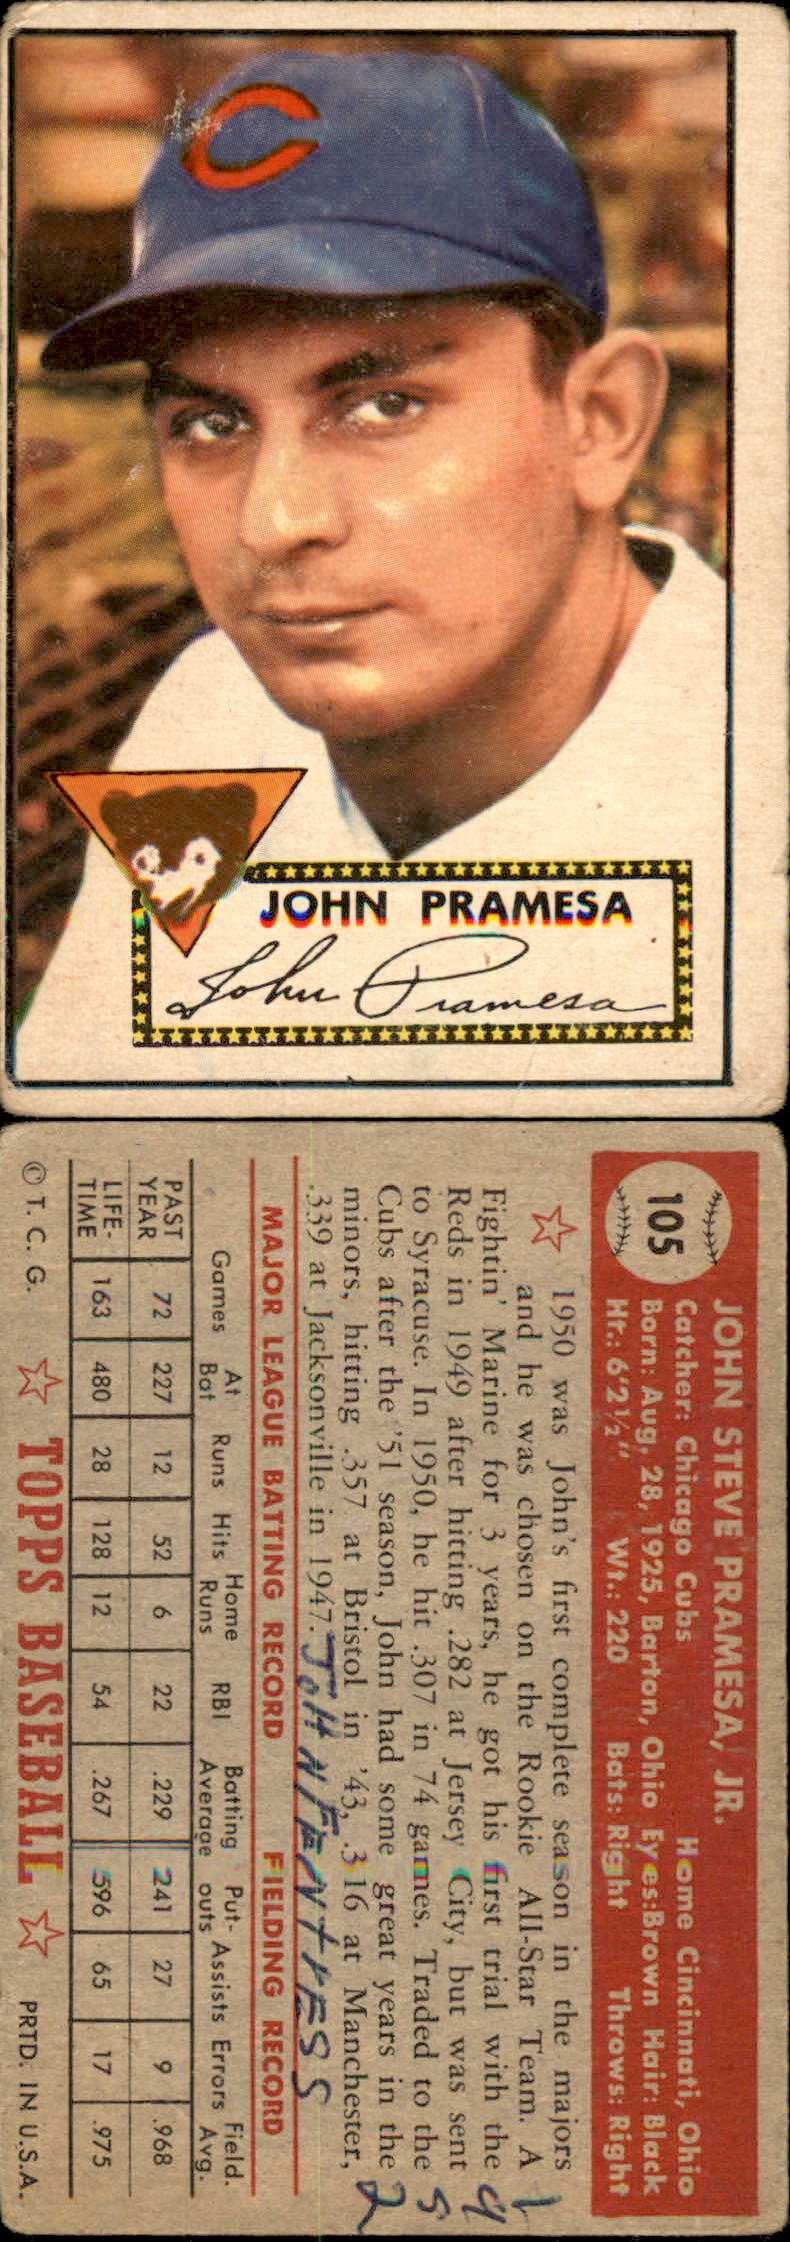 C
JOHN PRAMESA
John Pramesa
105
JOHN STEVE PRAMESA, JR.
Catcher: Chicago Cubs Home Cincinnati, Ohio
Born: Aug, 28, 1925, Barton, Ohio Eyes:Brown Hair: Black
Ht.: 6'2½" Wt.: 220 Bats: Right Throws: Right
1950 was John's first complete season in the majors
and he was chosen on the Rookie All-Star Team. A
Fightin' Marine for 3 years, he got his first trial with the
Reds in 1949 after hitting .282 at Jersey City, but was sent
to Syracuse. In 1950, he hit .307 in 74 games. Traded to the
Cubs after the '51 season, John had some great years in the
minors, hitting .357 at Bristol in '43, .316 at Manchester,
.339 at Jacksonville in 1947.
1
9
5
2
MAJOR LEAGUE BATTING RECORD FIELDING RECORD
Games At Bat Runs Hits Home Runs RBI Batting Average Put-outs Assists Errors Field. Avg.
PAST YEAR 72 227 12 52 6 22 .229 241 27 9 .968
LIFE-TIME 163 480 28 128 12 54 .267 596 65 17 .975
© T. C. G. TOPPS BASEBALL PRTD. IN U.S.A.